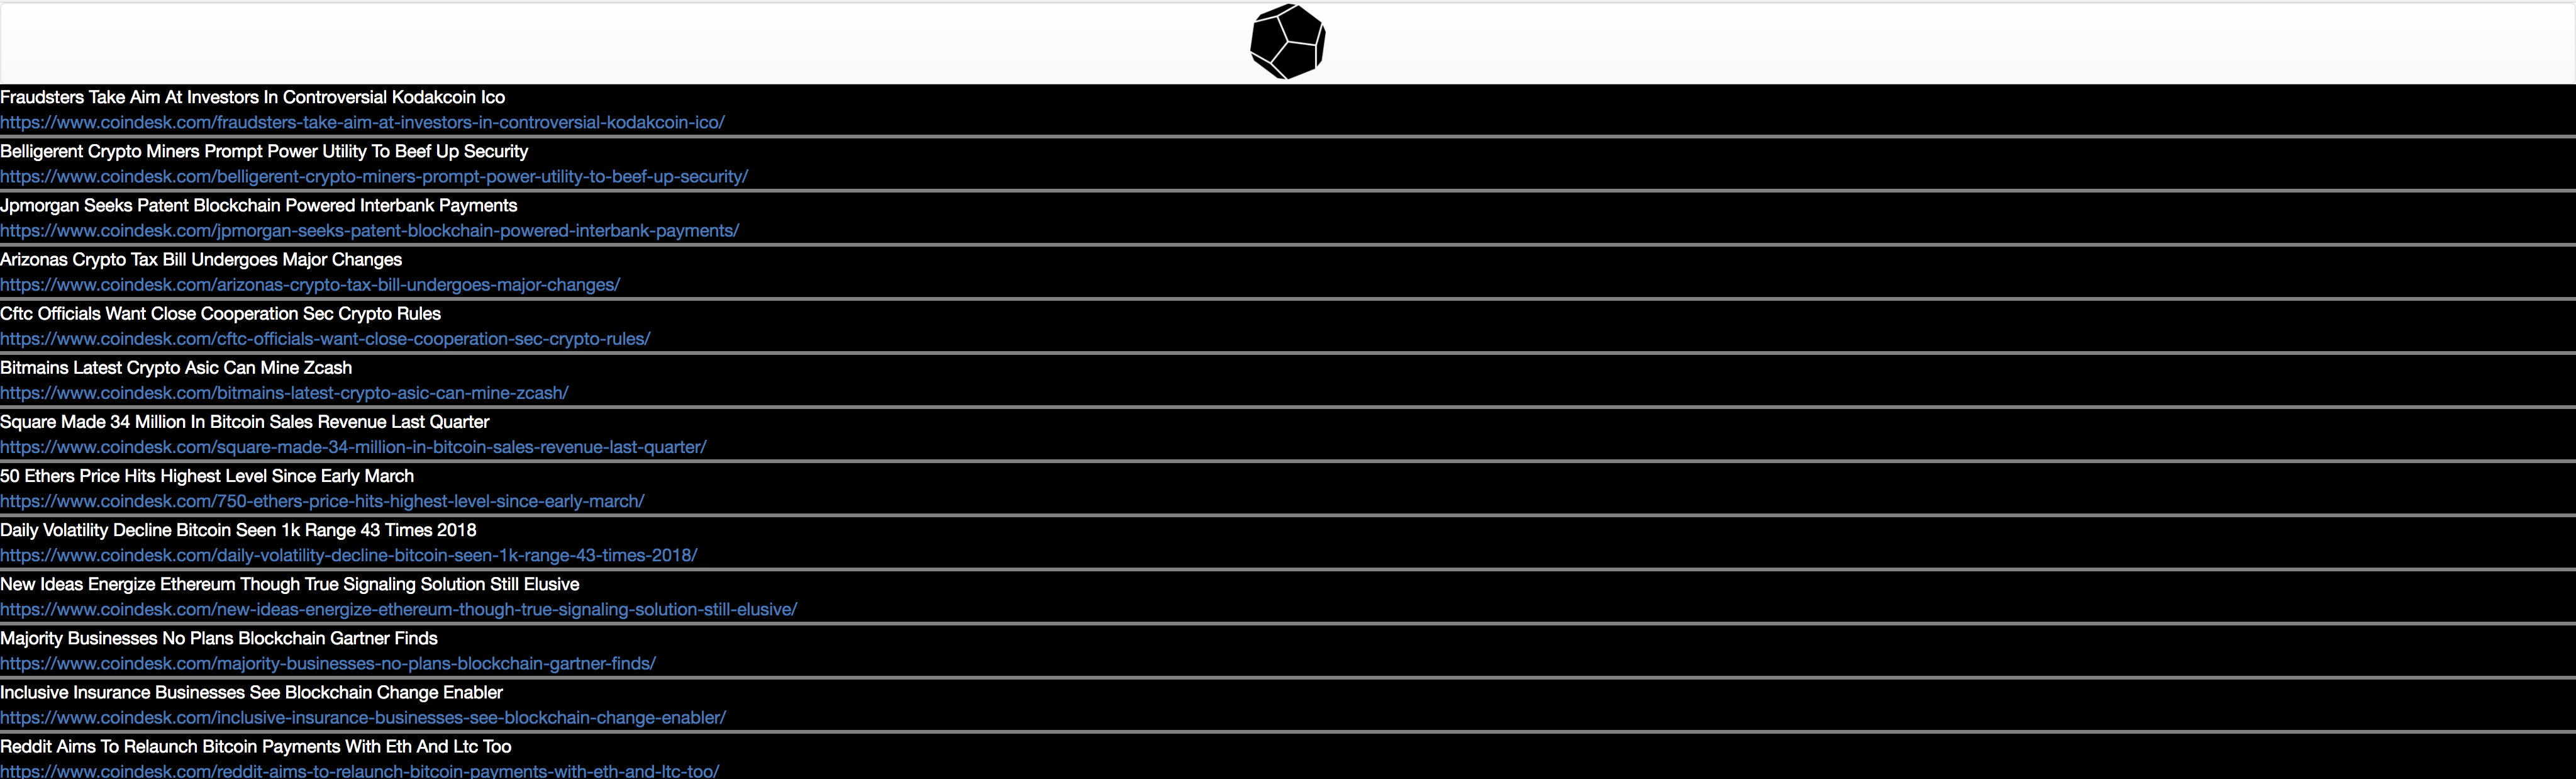 Fraudsters Take Aim At Investors In Controversial Kodakcoin Ico
https://www.coindesk.com/fraudsters-take-aim-at-investors-in-controversial-kodakcoin-ico/
Belligerent Crypto Miners Prompt Power Utility To Beef Up Security
https://www.coindesk.com/belligerent-crypto-miners-prompt-power-utility-to-beef-up-security/
Jpmorgan Seeks Patent Blockchain Powered Interbank Payments
https://www.coindesk.com/jpmorgan-seeks-patent-blockchain-powered-interbank-payments/
Arizonas Crypto Tax Bill Undergoes Major Changes
https://www.coindesk.com/arizonas-crypto-tax-bill-undergoes-major-changes/
Cftc Officials Want Close Cooperation Sec Crypto Rules
https://www.coindesk.com/cftc-officials-want-close-cooperation-sec-crypto-rules/
Bitmains Latest Crypto Asic Can Mine Zcash
https://www.coindesk.com/bitmains-latest-crypto-asic-can-mine-zcash/
Square Made 34 Million In Bitcoin Sales Revenue Last Quarter
https://www.coindesk.com/square-made-34-million-in-bitcoin-sales-revenue-last-quarter/
50 Ethers Price Hits Highest Level Since Early March
https://www.coindesk.com/750-ethers-price-hits-highest-level-since-early-march/
Daily Volatility Decline Bitcoin Seen 1k Range 43 Times 2018
https://www.coindesk.com/daily-volatility-decline-bitcoin-seen-1k-range-43-times-2018/
New Ideas Energize Ethereum Though True Signaling Solution Still Elusive
https://www.coindesk.com/new-ideas-energize-ethereum-though-true-signaling-solution-still-elusive/
Majority Businesses No Plans Blockchain Gartner Finds
https://www.coindesk.com/majority-businesses-no-plans-blockchain-gartner-finds/
Inclusive Insurance Businesses See Blockchain Change Enabler
https://www.coindesk.com/inclusive-insurance-businesses-see-blockchain-change-enabler/
Reddit Aims To Relaunch Bitcoin Payments With Eth And Ltc Too
https://www.coindesk.com/reddit-aims-to-relaunch-bitcoin-payments-with-eth-and-ltc-too/